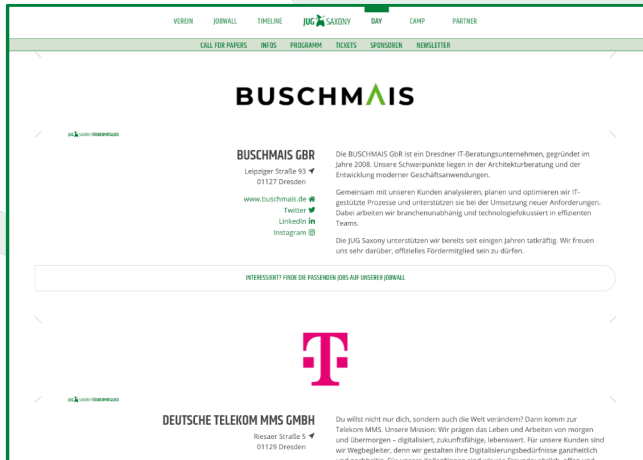 VEREIN JOBWALL TIMELINE JUG SAXONY DAY CAMP PARTNER
CALL FOR PAPERS INFOS PROGRAMM TICKETS SPONSOREN NEWSLETTER
BUSCHMAIS
JUG SAXONY FÖRDERMITGLIED
BUSCHMAIS GBR
Leipziger Straße 93
01127 Dresden
www.buschmais.de
Twitter
LinkedIn
Instagram
Die BUSCHMAIS GbR ist ein Dresdner IT-Beratungsunternehmen, gegründet im
Jahre 2008. Unsere Schwerpunkte liegen in der Architekturberatung und der
Entwicklung moderner Geschäftsanwendungen.
Gemeinsam mit unseren Kunden analysieren, planen und optimieren wir IT-
gestützte Prozesse und unterstützen sie bei der Umsetzung neuer Anforderungen.
Dabei arbeiten wir branchenunabhängig und technologiefokussiert in effizienten
Teams.
Die JUG Saxony unterstützen wir bereits seit einigen Jahren tatkräftig. Wir freuen
uns sehr darüber, offizielles Fördermitglied sein zu dürfen.
INTERESSIERT? FINDE DIE PASSENDEN JOBS AUF UNSERER JOBWALL
T
JUG SAXONY FÖRDERMITGLIED
DEUTSCHE TELEKOM MMS GMBH
Riesaer Straße 5
01129 Dresden
Du willst nicht nur dich, sondern auch die Welt verändern? Dann komm zur
Telekom MMS. Unsere Mission: Wir prägen das Leben und Arbeiten von morgen
und übermorgen – digitalisiert, zukunftsfähig, lebenswert. Für unsere Kunden sind
wir Wegbegleiter, denn wir gestalten ihre Digitalisierungsbedürfnisse ganzheitlich